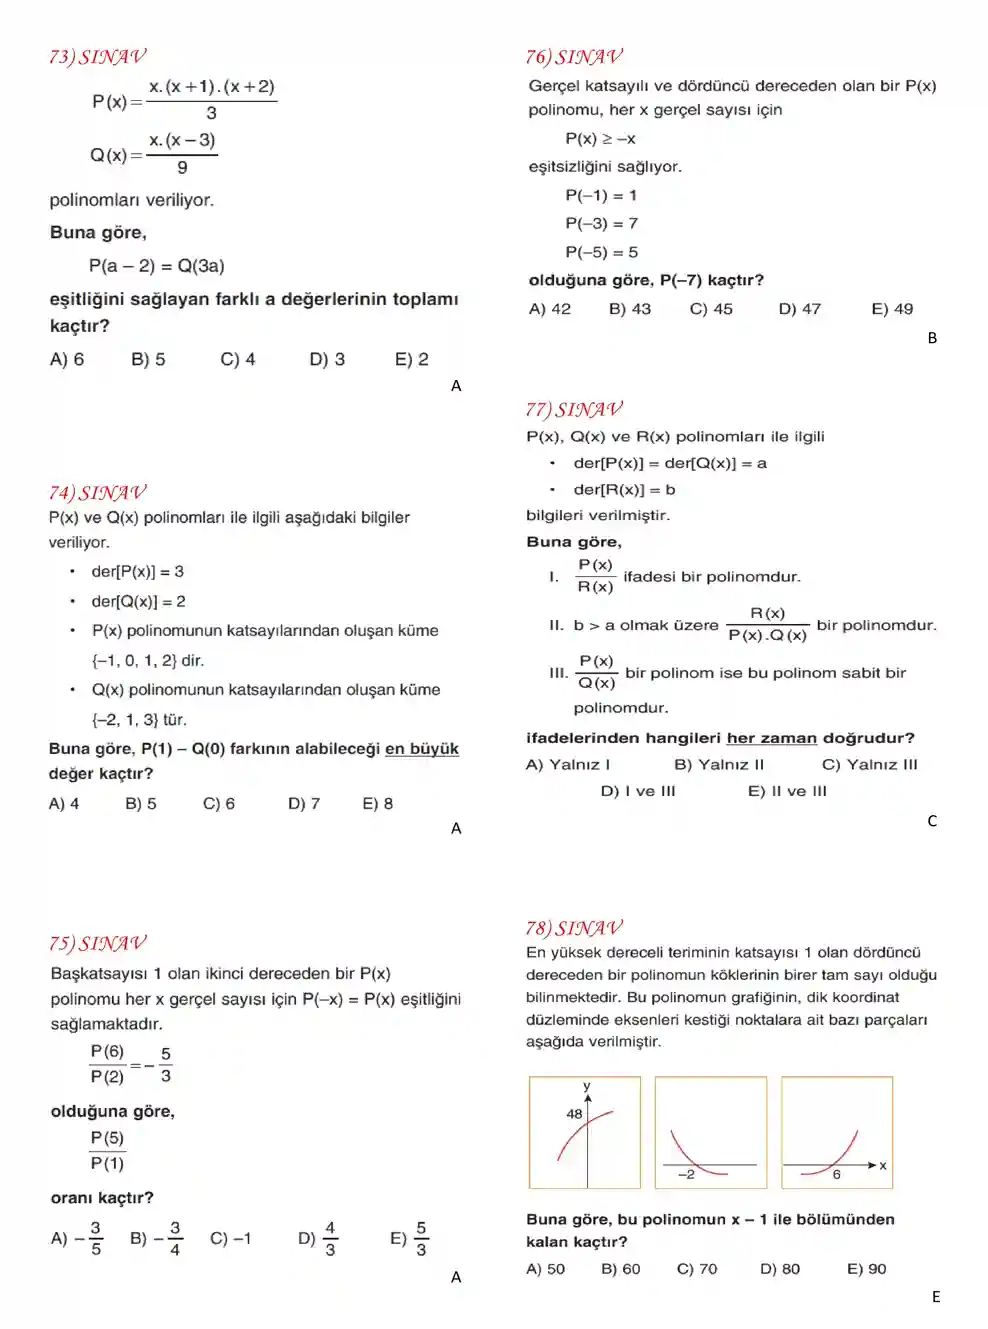 73) SINAV
P(x) = x.(x+1).(x+2) / 3
Q(x) = x.(x–3) / 9
polinomları veriliyor.
Buna göre,
P(a – 2) = Q(3a)
eşitliğini sağlayan farklı a değerlerinin toplamı
kaçtır?
A) 6 B) 5 C) 4 D) 3 E) 2
A
74) SINAV
P(x) ve Q(x) polinomları ile ilgili aşağıdaki bilgiler
veriliyor.
• der[P(x)] = 3
• der[Q(x)] = 2
• P(x) polinomunun katsayılarından oluşan küme
{–1, 0, 1, 2} dir.
• Q(x) polinomunun katsayılarından oluşan küme
{–2, 1, 3} tür.
Buna göre, P(1) – Q(0) farkının alabileceği en büyük
değer kaçtır?
A) 4 B) 5 C) 6 D) 7 E) 8
A
75) SINAV
Başkatsayısı 1 olan ikinci dereceden bir P(x)
polinomu her x gerçel sayısı için P(–x) = P(x) eşitliğini
sağlamaktadır.
P(6) / P(2) = – 5 / 3
olduğuna göre,
P(5) / P(1)
oranı kaçtır?
A) – 3/5 B) – 3/4 C) –1 D) 4/3 E) 5/3
A
76) SINAV
Gerçel katsayılı ve dördüncü dereceden olan bir P(x)
polinomu, her x gerçel sayısı için
P(x) ≥ –x
eşitsizliğini sağlıyor.
P(–1) = 1
P(–3) = 7
P(–5) = 5
olduğuna göre, P(–7) kaçtır?
A) 42 B) 43 C) 45 D) 47 E) 49
B
77) SINAV
P(x), Q(x) ve R(x) polinomları ile ilgili
• der[P(x)] = der[Q(x)] = a
• der[R(x)] = b
bilgileri verilmiştir.
Buna göre,
I. P(x) / R(x) ifadesi bir polinomdur.
II. b > a olmak üzere R(x) / P(x).Q(x) bir polinomdur.
III. P(x) / Q(x) bir polinom ise bu polinom sabit bir
polinomdur.
ifadelerinden hangileri her zaman doğrudur?
A) Yalnız I B) Yalnız II C) Yalnız III
D) I ve III E) II ve III
C
78) SINAV
En yüksek dereceli teriminin katsayısı 1 olan dördüncü
dereceden bir polinomun köklerinin birer tam sayı olduğu
bilinmektedir. Bu polinomun grafiğinin, dik koordinat
düzleminde eksenleri kestiği noktalara ait bazı parçaları
aşağıda verilmiştir.
y
48
–2
6
x
Buna göre, bu polinomun x – 1 ile bölümünden
kalan kaçtır?
A) 50 B) 60 C) 70 D) 80 E) 90
E